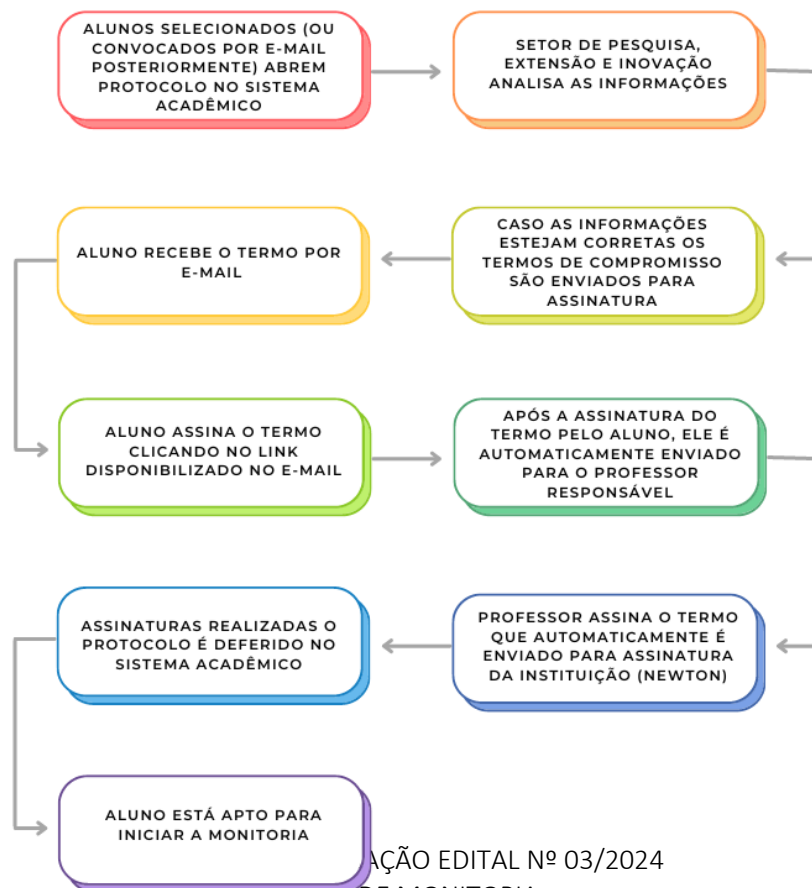 ALUNOS SELECIONADOS (OU
CONVOCADOS POR E-MAIL
POSTERIORMENTE) ABREM
PROTOCOLO NO SISTEMA
ACADÊMICO
SETOR DE PESQUISA,
EXTENSÃO E INOVAÇÃO
ANALISA AS INFORMAÇÕES
CASO AS INFORMAÇÕES
ESTEJAM CORRETAS OS
TERMOS DE COMPROMISSO
SÃO ENVIADOS PARA
ASSINATURA
ALUNO RECEBE O TERMO POR
E-MAIL
ALUNO ASSINA O TERMO
CLICANDO NO LINK
DISPONIBILIZADO NO E-MAIL
APÓS A ASSINATURA DO
TERMO PELO ALUNO, ELE É
AUTOMATICAMENTE ENVIADO
PARA O PROFESSOR
RESPONSÁVEL
PROFESSOR ASSINA O TERMO
QUE AUTOMATICAMENTE É
ENVIADO PARA ASSINATURA
DA INSTITUIÇÃO (NEWTON)
ASSINATURAS REALIZADAS O
PROTOCOLO É DEFERIDO NO
SISTEMA ACADÊMICO
ALUNO ESTÁ APTO PARA
INICIAR A MONITORIA
AÇÃO EDITAL Nº 03/2024
DE MONITORIA